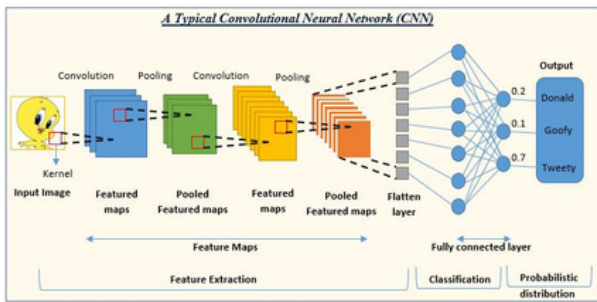 A Typical Convolutional Neural Network (CNN)
Convolution Pooling Convolution Pooling
Output
0.2 Donald
0.1 Goofy
0.7 Tweety
Kernel
Input Image
Featured maps
Pooled Featured maps
Featured maps
Pooled Featured maps
Flatten layer
Feature Maps
Fully connected layer
Feature Extraction
Classification
Probabilistic distribution